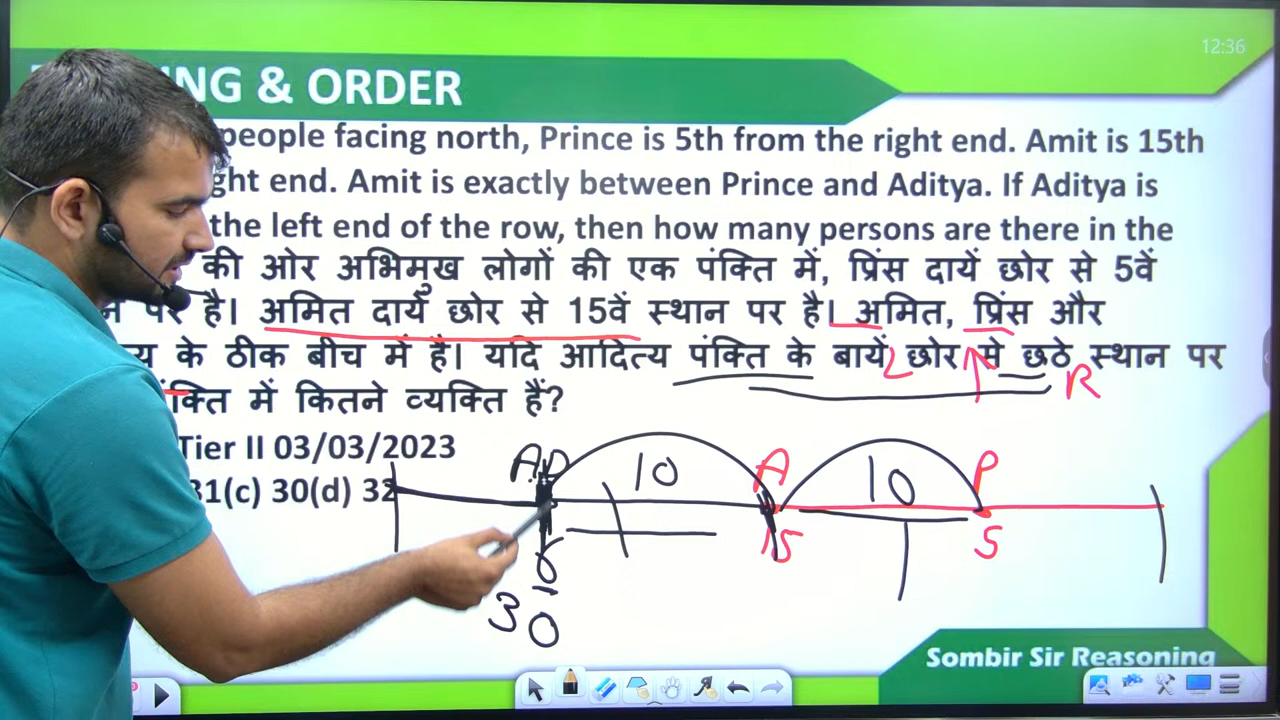 12:36
NG & ORDER
people facing north, Prince is 5th from the right end. Amit is 15th
ght end. Amit is exactly between Prince and Aditya. If Aditya is
the left end of the row, then how many persons are there in the
की ओर अभिमुख लोगों की एक पंक्ति में, प्रिंस दायें छोर से 5वें
पर है। अमित दायें छोर से 15वें स्थान पर है। अमित, प्रिंस और
य के ठीक बीच में है। यदि आदित्य पंक्ति के बायें छोर से छठे स्थान पर
पंक्ति में कितने व्यक्ति हैं?
L R
Tier II 03/03/2023
AD 10 A 10 P
31(c) 30(d) 32
15 5
6
30
Sombir Sir Reasoning